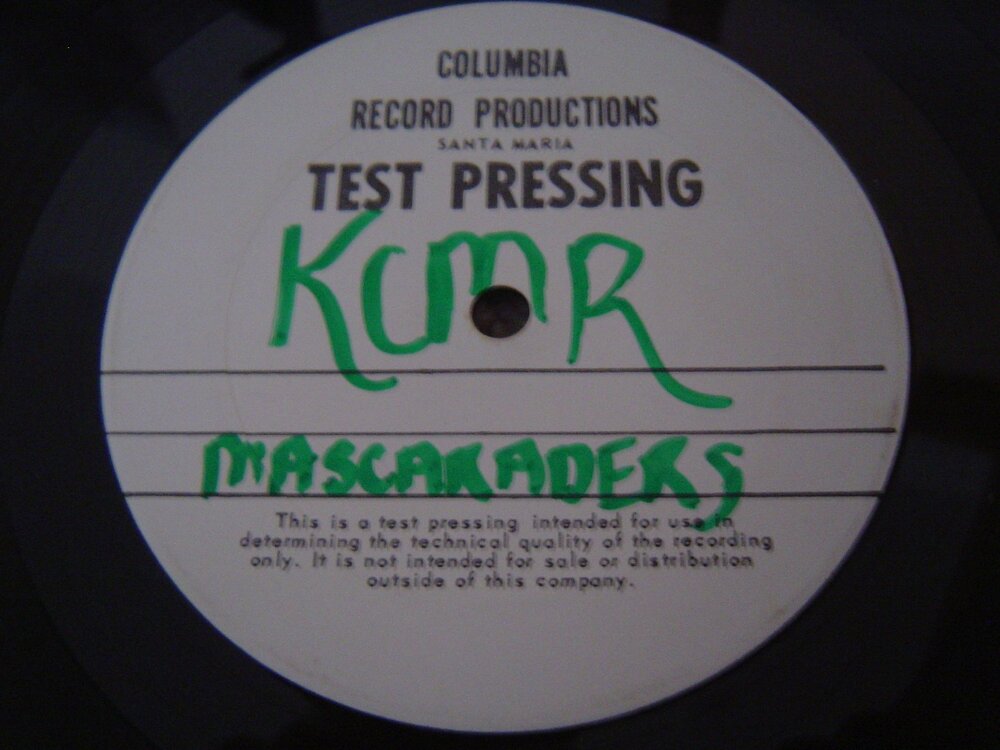 COLUMBIA
RECORD PRODUCTIONS
SANTA MARIA
TEST PRESSING
KCMR
MASCARADERS
This is a test pressing intended for use in
determining the technical quality of the recording
only. It is not intended for sale or distribution
outside of this company.